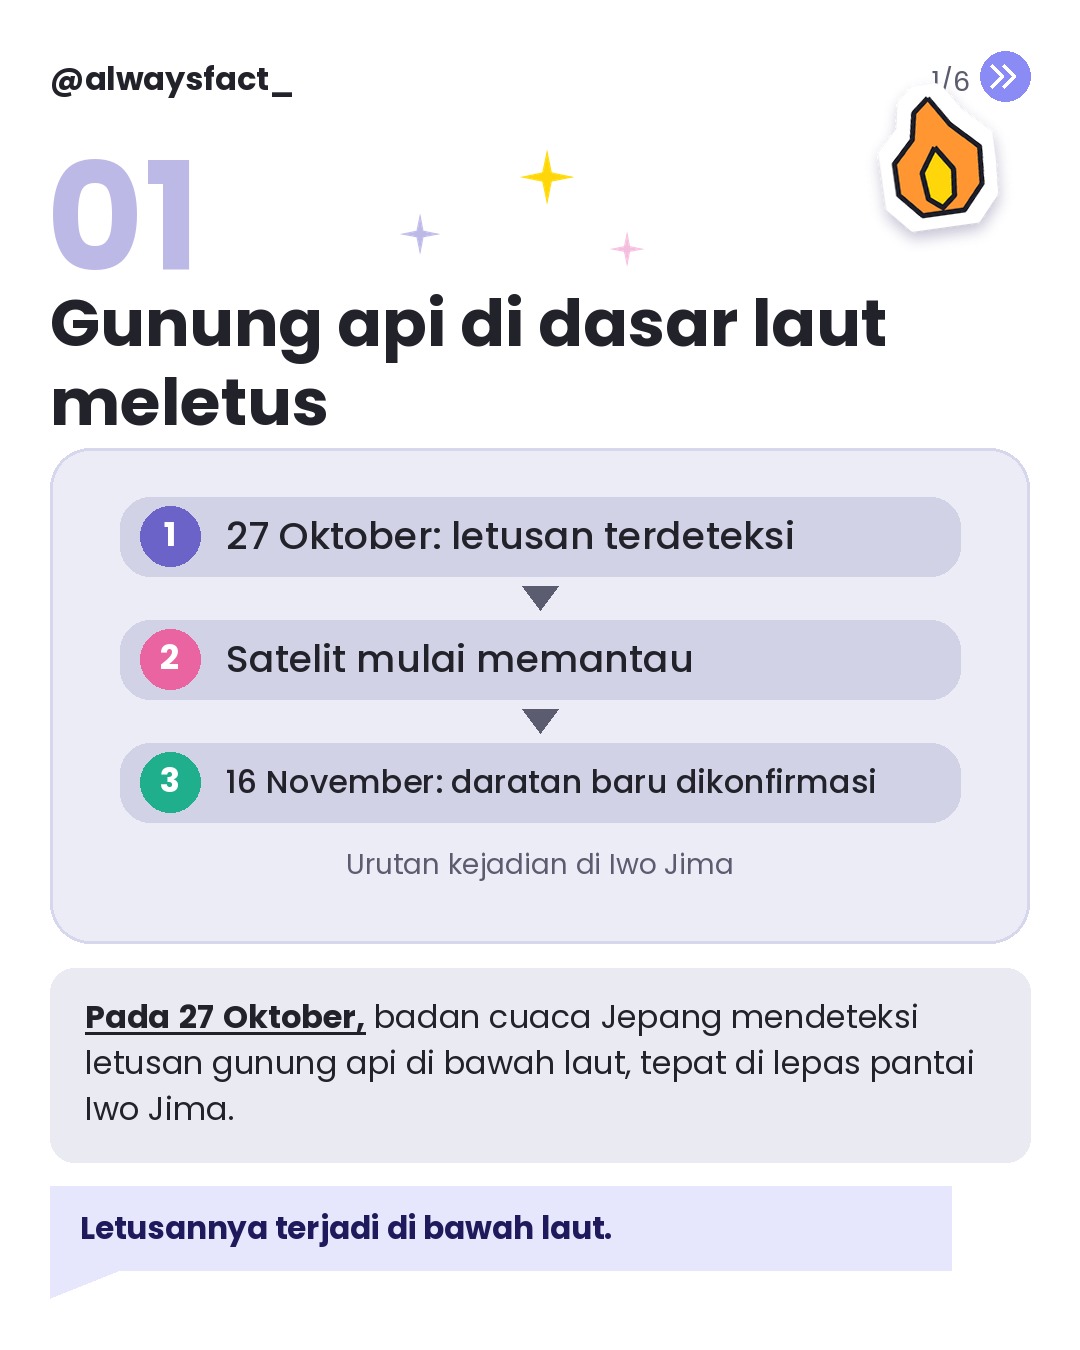 @alwaysfact_
1/6
01
Gunung api di dasar laut
meletus
1 27 Oktober: letusan terdeteksi
2 Satelit mulai memantau
3 16 November: daratan baru dikonfirmasi
Urutan kejadian di Iwo Jima
Pada 27 Oktober, badan cuaca Jepang mendeteksi
letusan gunung api di bawah laut, tepat di lepas pantai
Iwo Jima.
Letusannya terjadi di bawah laut.